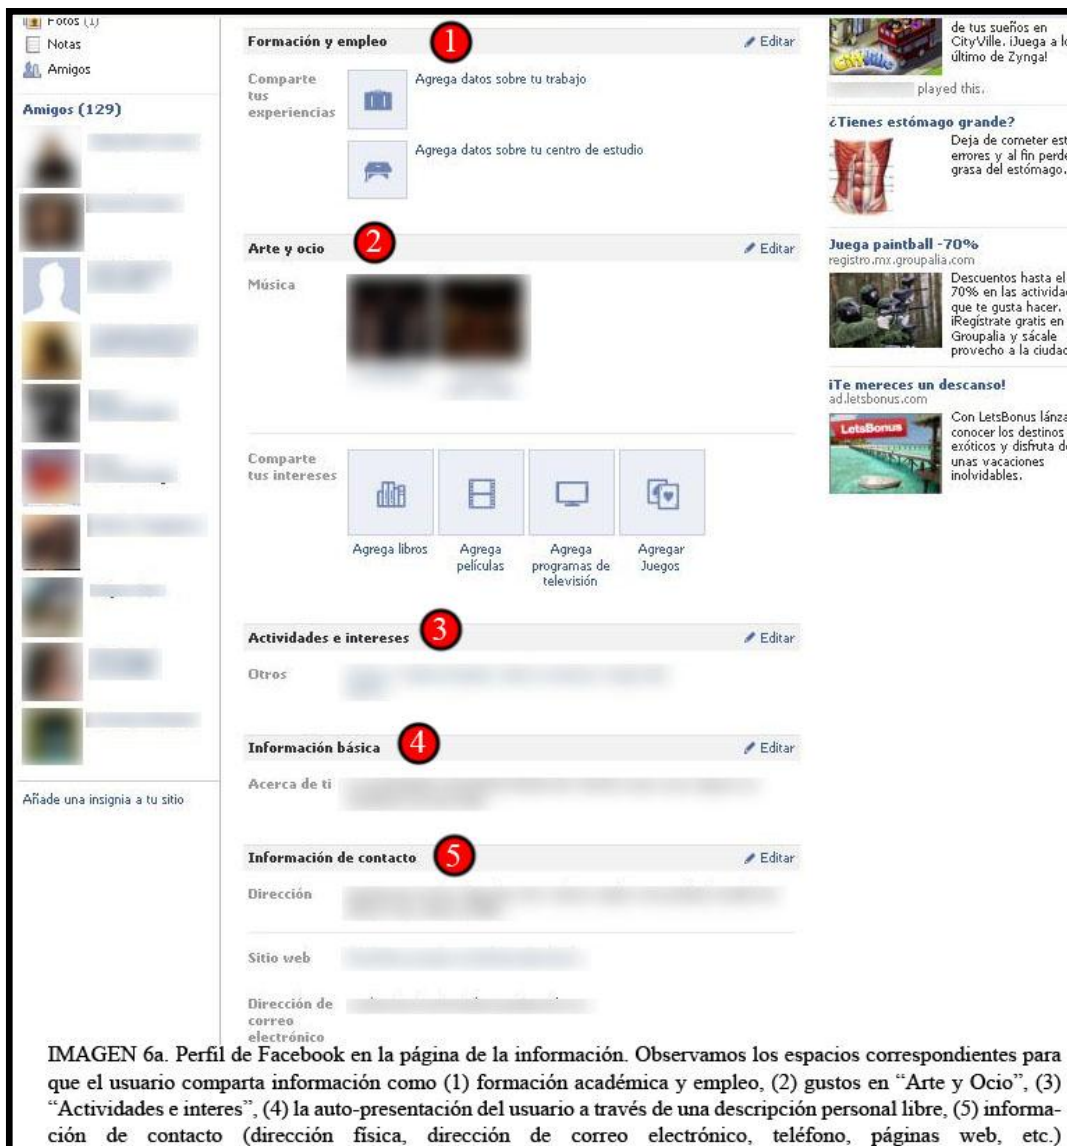 Fotos (1)
Notas
Amigos
Amigos (129)
Añade una insignia a tu sitio
Formación y empleo
1
Editar
Comparte
tus
experiencias
Agrega datos sobre tu trabajo
Agrega datos sobre tu centro de estudio
Arte y ocio
2
Editar
Música
Comparte
tus intereses
Agrega libros
Agrega
películas
Agrega
programas de
televisión
Agregar
Juegos
Actividades e intereses
3
Editar
Otros
Información básica
4
Editar
Acerca de ti
Información de contacto
5
Editar
Dirección
Sitio web
Dirección de
correo
electrónico
de tus sueños en
CityVille. ¡Juega a lo
último de Zynga!
CityVille
played this.
¿Tienes estómago grande?
Deja de cometer est
errores y al fin perde
grasa del estómago.
Juega paintball -70%
registro.mx.groupalia.com
Descuentos hasta el
70% en las actividad
que te gusta hacer.
¡Regístrate gratis en
Groupalia y sácale
provecho a la ciudad
¡Te mereces un descanso!
ad.letsbonus.com
LetsBonus
Con LetsBonus lánza
conocer los destinos
exóticos y disfruta de
unas vacaciones
inolvidables.
IMAGEN 6a. Perfil de Facebook en la página de la información. Observamos los espacios correspondientes para
que el usuario comparta información como (1) formación académica y empleo, (2) gustos en “Arte y Ocio”, (3)
“Actividades e interes”, (4) la auto-presentación del usuario a través de una descripción personal libre, (5) informa-
ción de contacto (dirección física, dirección de correo electrónico, teléfono, páginas web, etc.)